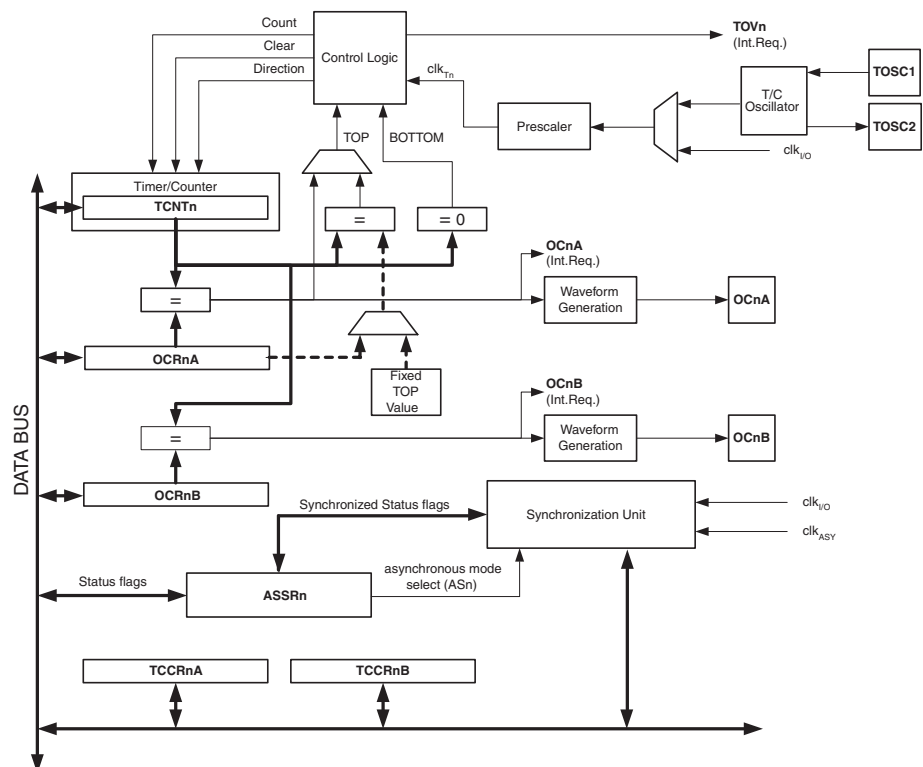 Count
Clear
Direction
Control Logic
TOVn
(Int.Req.)
clkTn
TOSC1
T/C
Oscillator
TOSC2
Prescaler
clkI/O
TOP
BOTTOM
Timer/Counter
TCNTn
=
= 0
OCnA
(Int.Req.)
=
Waveform
Generation
OCnA
OCRnA
Fixed
TOP
Value
OCnB
(Int.Req.)
=
Waveform
Generation
OCnB
DATA BUS
OCRnB
Synchronized Status flags
Synchronization Unit
clkI/O
clkASY
Status flags
ASSRn
asynchronous mode
select (ASn)
TCCRnA
TCCRnB